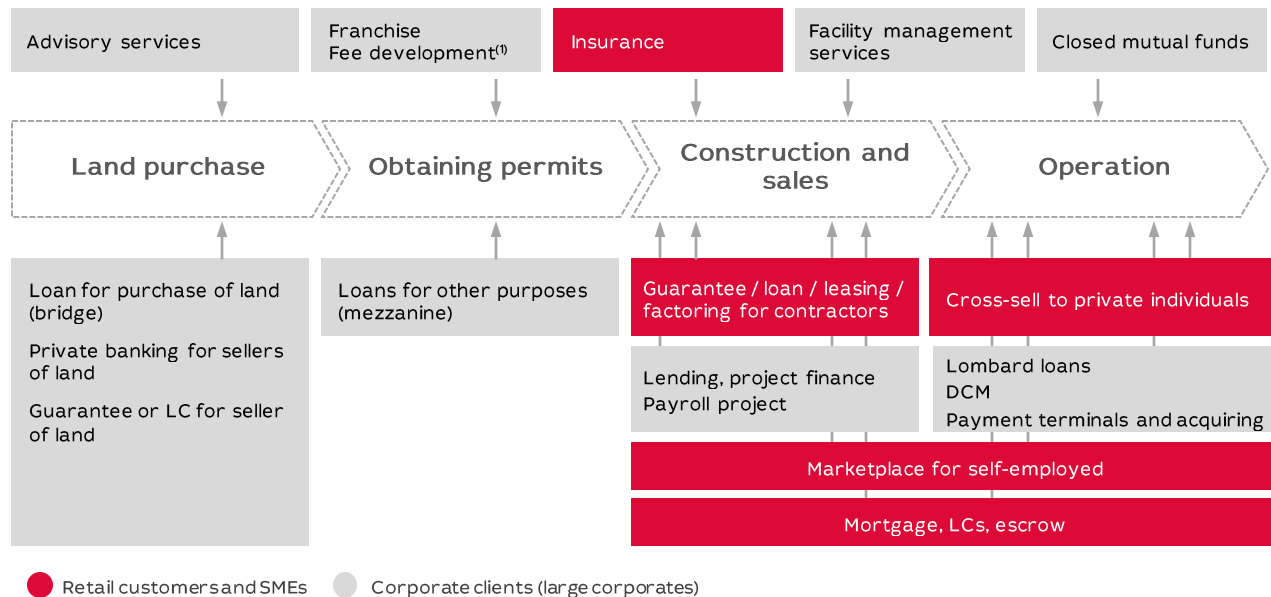 Advisory services
Franchise
Fee development(1)
Insurance
Facility management
services
Closed mutual funds
Land purchase
Obtaining permits
Construction and
sales
Operation
Loan for purchase of land
(bridge)
Private banking for sellers
of land
Guarantee or LC for seller
of land
Loans for other purposes
(mezzanine)
Guarantee / loan / leasing /
factoring for contractors
Cross-sell to private individuals
Lending, project finance
Payroll project
Lombard loans
DCM
Payment terminals and acquiring
Marketplace for self-employed
Mortgage, LCs, escrow
Retail customers and SMEs
Corporate clients (large corporates)